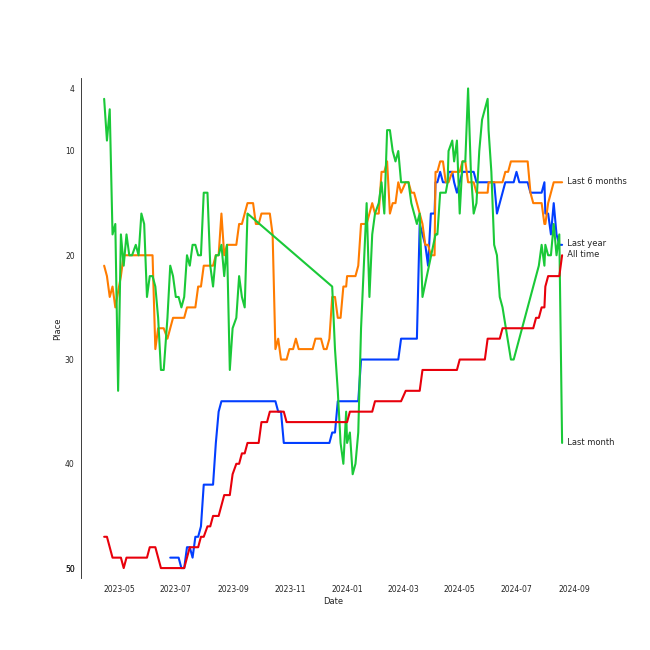 4
10
20
30
40
50
Place
Last 6 months
Last year
All time
Last month
2023-05
2023-07
2023-09
2023-11
2024-01
2024-03
2024-05
2024-07
2024-09
Date